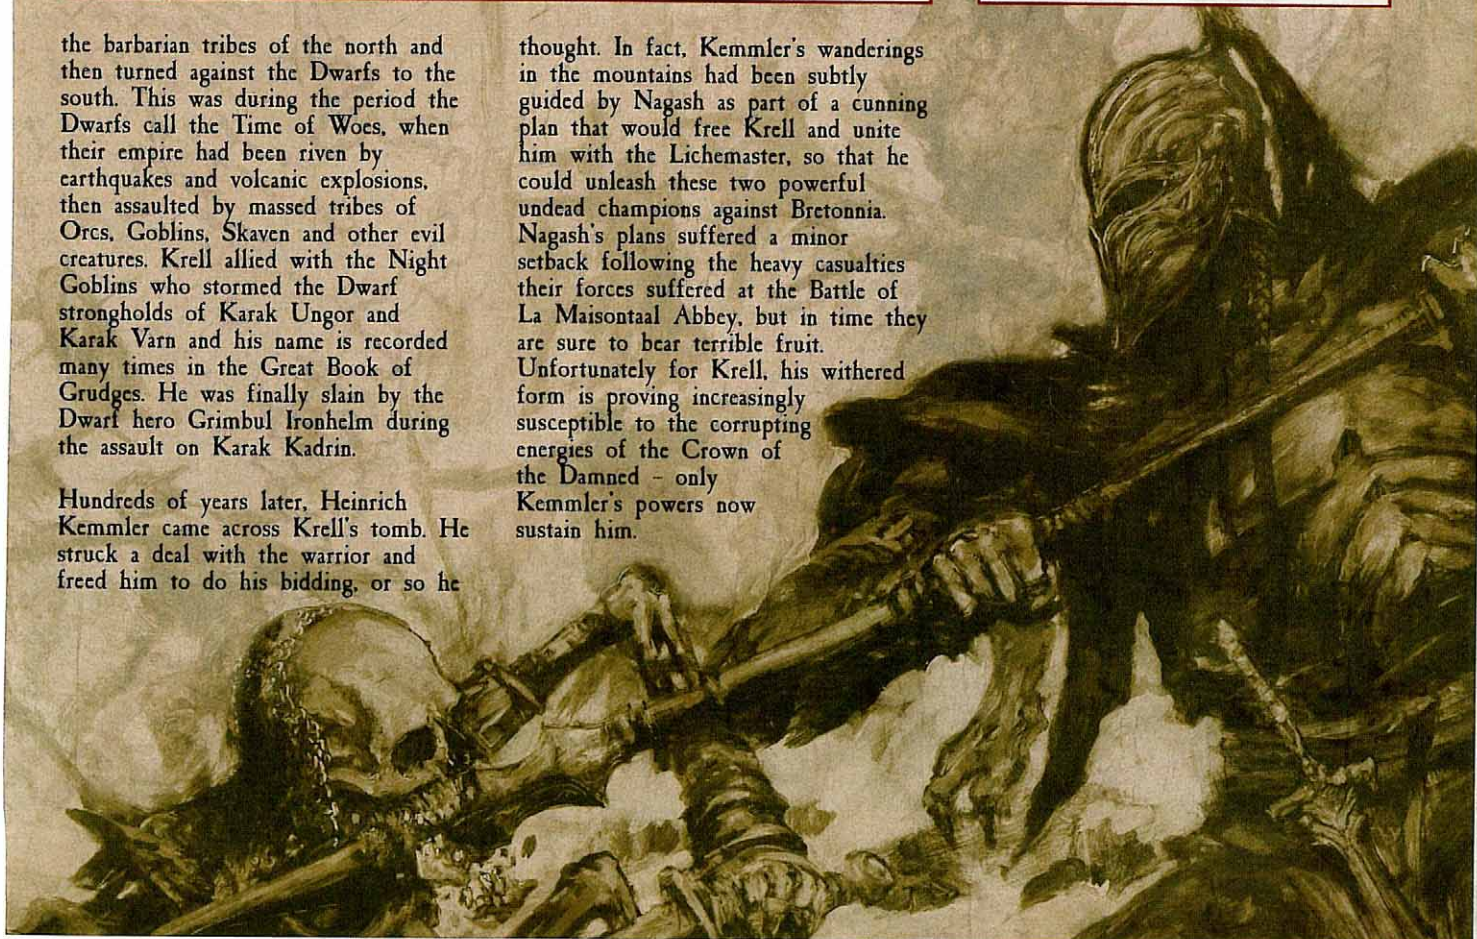 the barbarian tribes of the north and
then turned against the Dwarfs to the
south. This was during the period the
Dwarfs call the Time of Woes, when
their empire had been riven by
earthquakes and volcanic explosions,
then assaulted by massed tribes of
Orcs, Goblins, Skaven and other evil
creatures. Krell allied with the Night
Goblins who stormed the Dwarf
strongholds of Karak Ungor and
Karak Varn and his name is recorded
many times in the Great Book of
Grudges. He was finally slain by the
Dwarf hero Grimbul Ironhelm during
the assault on Karak Kadrin.
Hundreds of years later, Heinrich
Kemmler came across Krell's tomb. He
struck a deal with the warrior and
freed him to do his bidding, or so he
thought. In fact, Kemmler's wanderings
in the mountains had been subtly
guided by Nagash as part of a cunning
plan that would free Krell and unite
him with the Lichemaster, so that he
could unleash these two powerful
undead champions against Bretonnia.
Nagash's plans suffered a minor
setback following the heavy casualties
their forces suffered at the Battle of
La Maisontaal Abbey, but in time they
are sure to bear terrible fruit.
Unfortunately for Krell, his withered
form is proving increasingly
susceptible to the corrupting
energies of the Crown of
the Damned - only
Kemmler's powers now
sustain him.